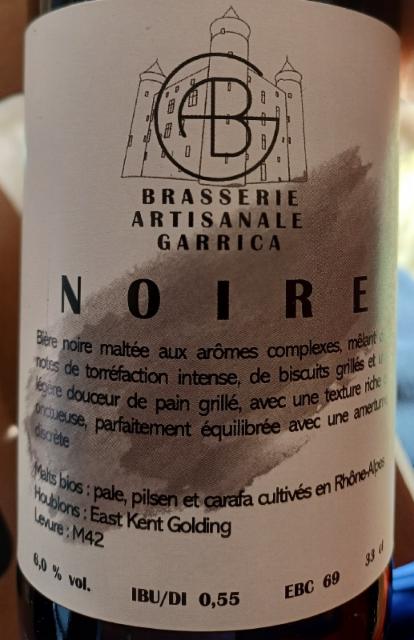 ABG
BRASSERIE
ARTISANALE
GARRICA
NOIRE
Bière noire maltée aux arômes complexes, mêlant
notes de torréfaction intense, de biscuits grillés et
légère douceur de pain grillé, avec une texture riche
onctueuse, parfaitement équilibrée avec une amertume
discrète
Malts bios : pale, pilsen et carafa cultivés en Rhône-Alpes
Houblons : East Kent Golding
Levure : M42
6,0 % vol. IBU/DI 0,55 EBC 69 33 cl